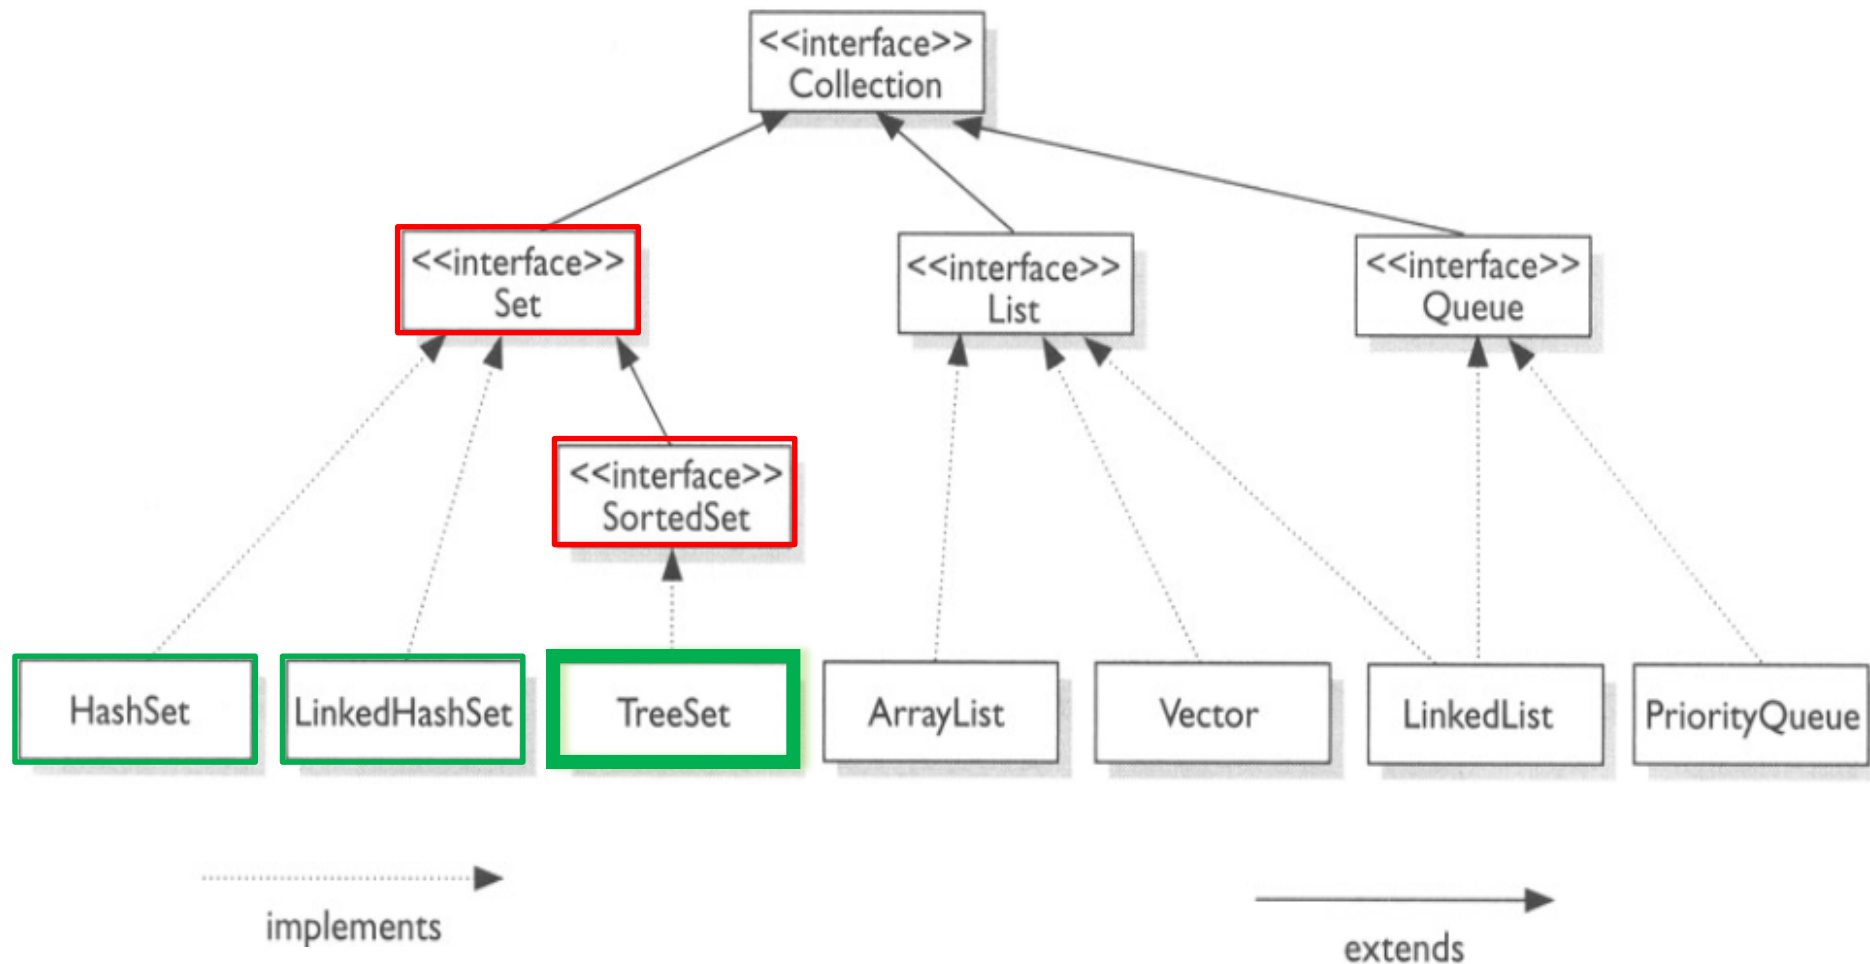 <<interface>>
Collection
<<interface>>
Set
<<interface>>
List
<<interface>>
Queue
<<interface>>
SortedSet
HashSet
LinkedHashSet
TreeSet
ArrayList
Vector
LinkedList
PriorityQueue
implements
extends